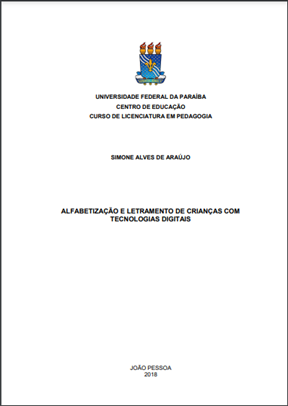 UNIVERSIDADE FEDERAL DA PARAÍBA
CENTRO DE EDUCAÇÃO
CURSO DE LICENCIATURA EM PEDAGOGIA
SIMONE ALVES DE ARAÚJO
ALFABETIZAÇÃO E LETRAMENTO DE CRIANÇAS COM
TECNOLOGIAS DIGITAIS
JOÃO PESSOA
2018